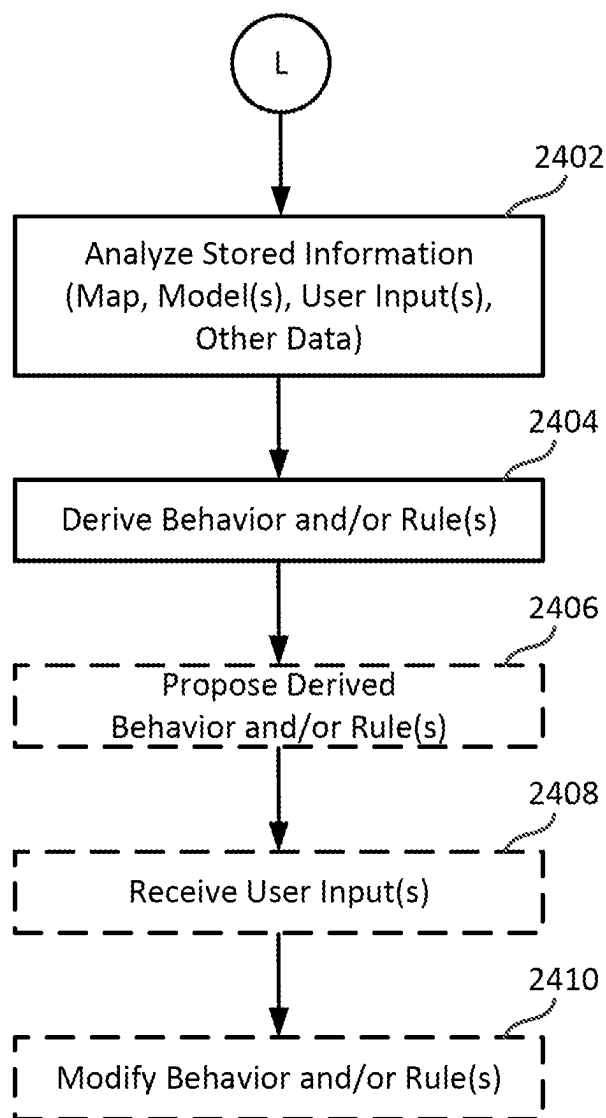 L
2402
Analyze Stored Information
(Map, Model(s), User Input(s),
Other Data)
2404
Derive Behavior and/or Rule(s)
2406
Propose Derived
Behavior and/or Rule(s)
2408
Receive User Input(s)
2410
Modify Behavior and/or Rule(s)